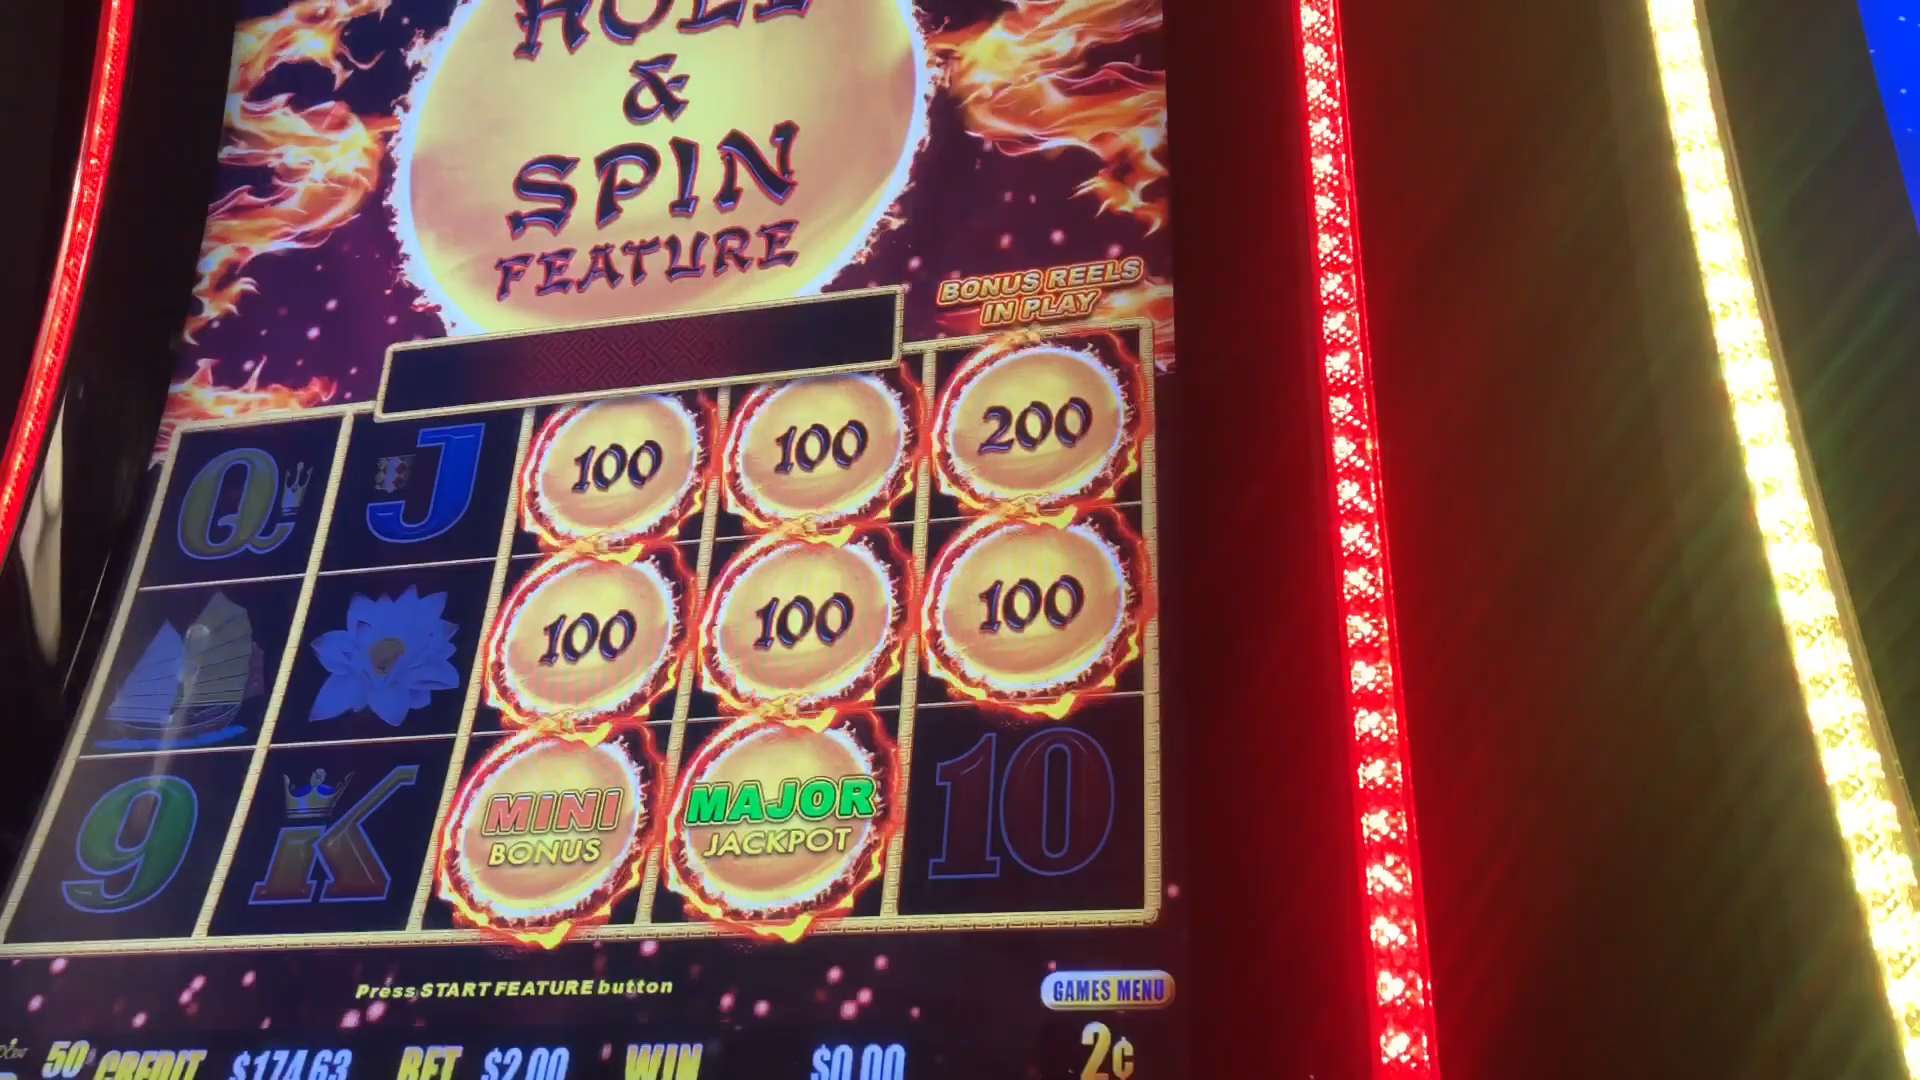 HOLD
&
SPIN
FEATURE
BONUS REELS
IN PLAY
Q J 100 100 200
100 100 100
9 K MINI BONUS MAJOR JACKPOT 10
Press START FEATURE button
GAMES MENU
50 CREDIT $174.63 BET $2.00 WIN $0.00 2¢